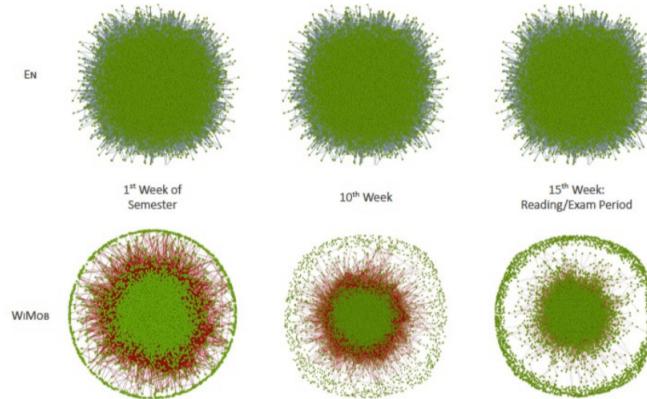 EN
1st Week of
Semester
10th Week
15th Week:
Reading/Exam Period
WIMOB